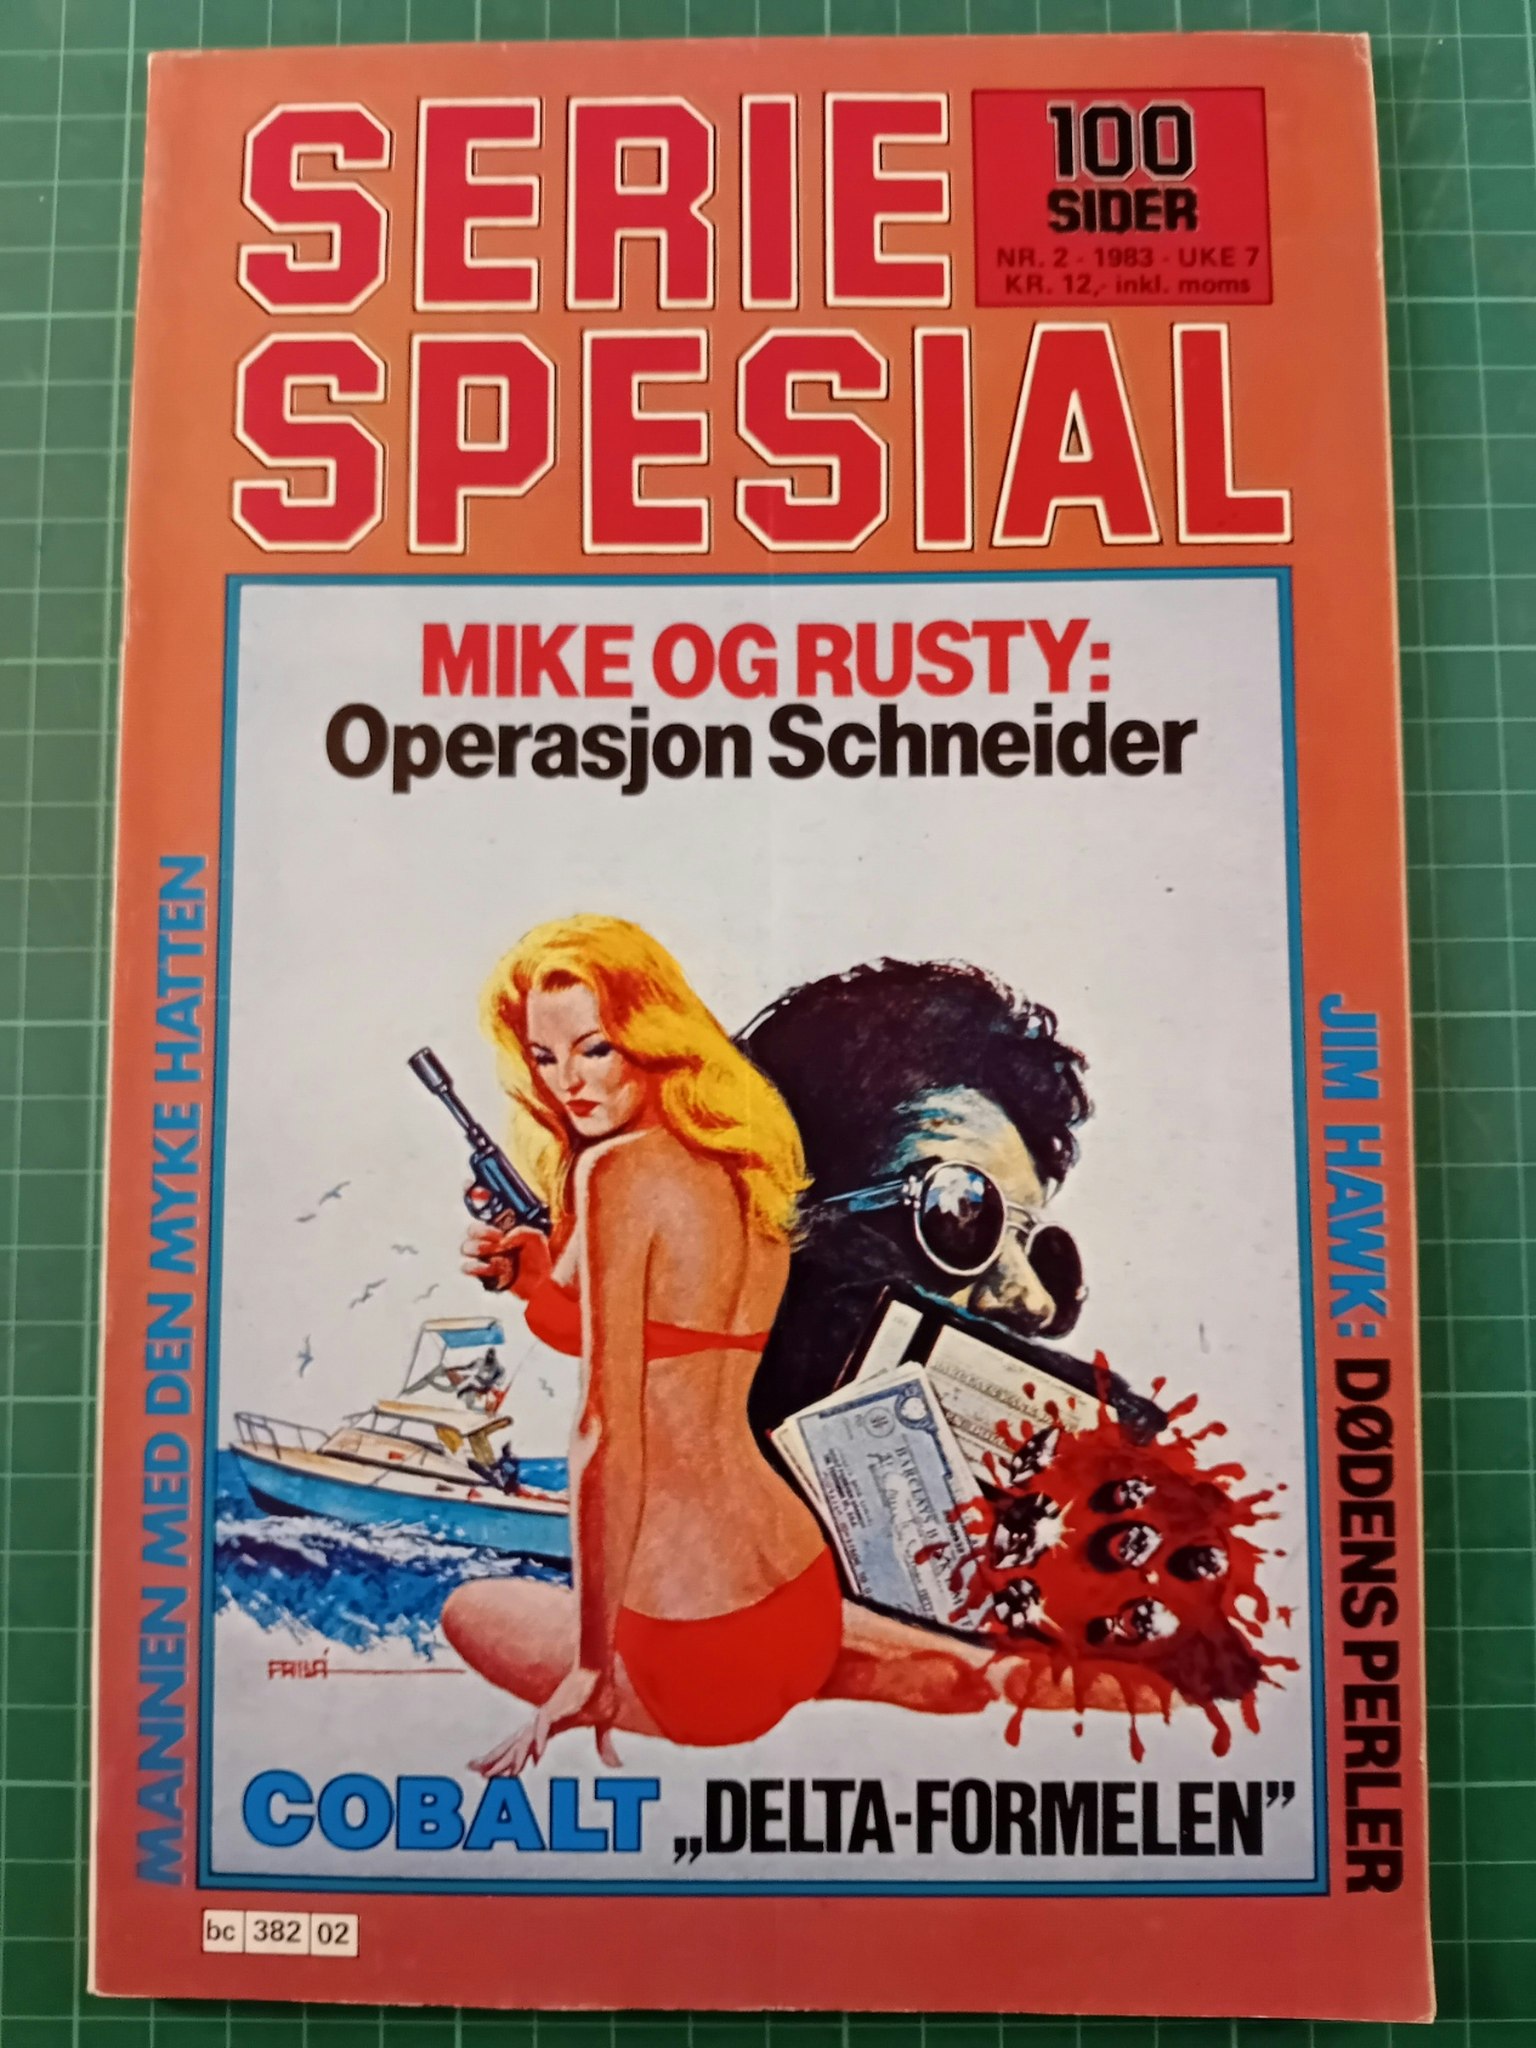 SERIE
SPESIAL
100
SIDER
NR. 2 - 1983 - UKE 7
KR. 12,- inkl. moms
MIKE OG RUSTY:
Operasjon Schneider
MANNEN MED DEN MYKE HATTEN
JIM HAWK: DØDENS PERLER
BARCLAYS
COBALT „DELTA-FORMELEN”
bc 382 02